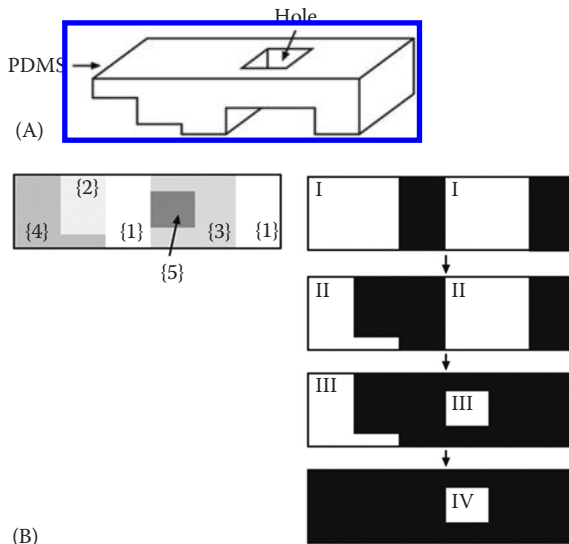 Hole
PDMS
(A)
{2}
{4}
{1}
{3}
{1}
{5}
I
I
II
II
III
III
IV
(B)